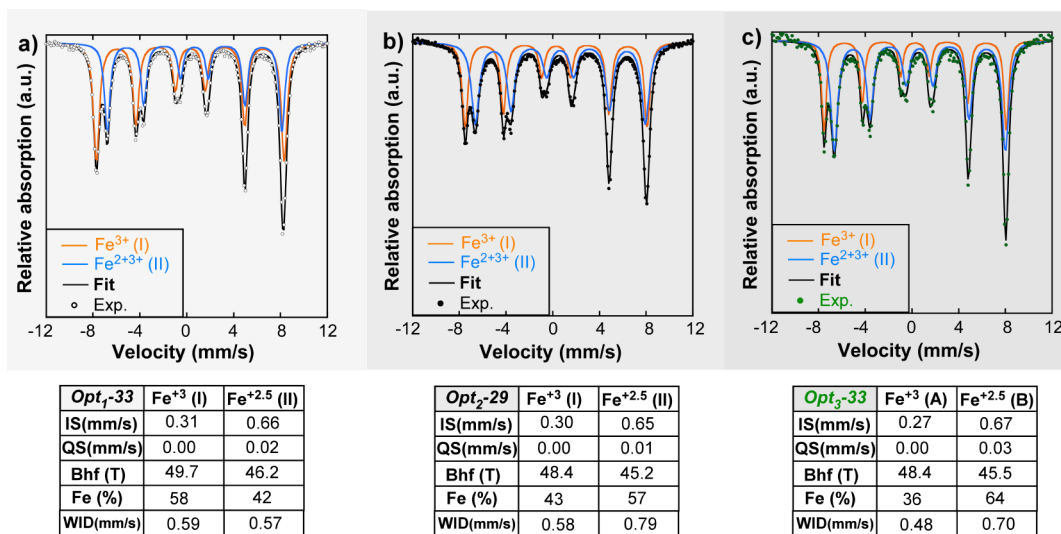 a)
Relative absorption (a.u.)
Fe3+ (I)
Fe2+3+ (II)
Fit
Exp.
-12 -8 -4 0 4 8 12
Velocity (mm/s)
b)
Relative absorption (a.u.)
Fe3+ (I)
Fe2+3+ (II)
Fit
Exp.
-12 -8 -4 0 4 8 12
Velocity (mm/s)
c)
Relative absorption (a.u.)
Fe3+ (I)
Fe2+3+ (II)
Fit
Exp.
-12 -8 -4 0 4 8 12
Velocity (mm/s)
Opt1-33 Fe+3 (I) Fe+2.5 (II)
IS(mm/s) 0.31 0.66
QS(mm/s) 0.00 0.02
Bhf (T) 49.7 46.2
Fe (%) 58 42
WID(mm/s) 0.59 0.57
Opt2-29 Fe+3 (I) Fe+2.5 (II)
IS(mm/s) 0.30 0.65
QS(mm/s) 0.00 0.01
Bhf (T) 48.4 45.2
Fe (%) 43 57
WID(mm/s) 0.58 0.79
Opt3-33 Fe+3 (A) Fe+2.5 (B)
IS(mm/s) 0.27 0.67
QS(mm/s) 0.00 0.03
Bhf (T) 48.4 45.5
Fe (%) 36 64
WID(mm/s) 0.48 0.70